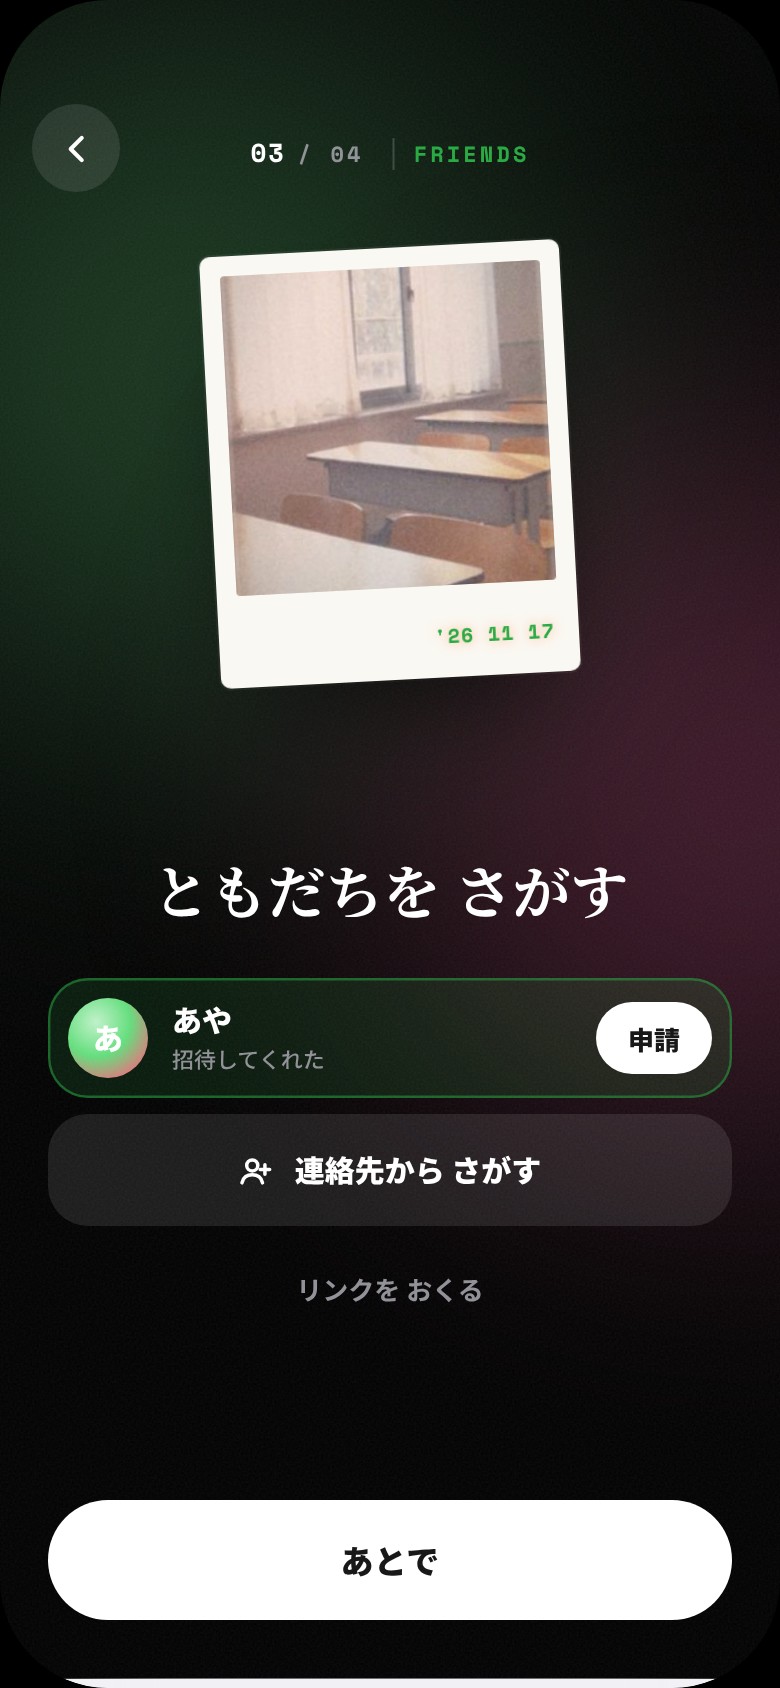 03 / 04 FRIENDS
'26 11 17
ともだちを さがす
あ
あや
招待してくれた
申請
連絡先から さがす
リンクを おくる
あとで